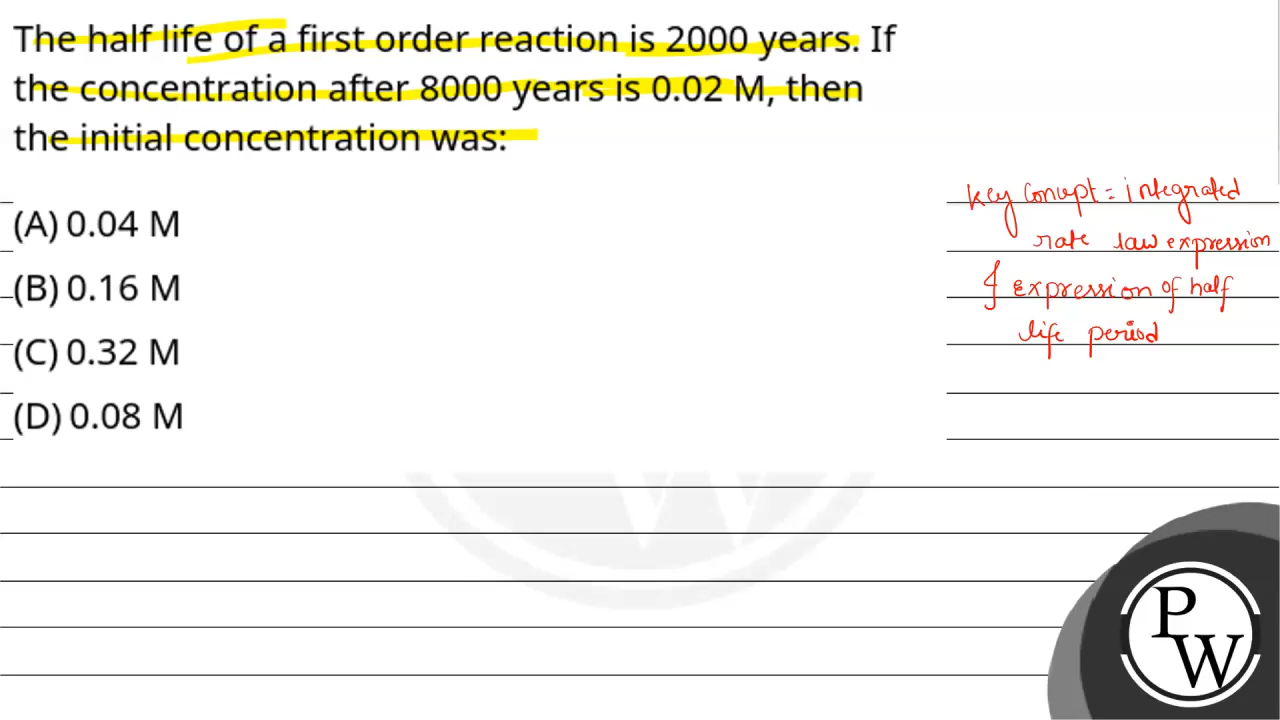 The half life of a first order reaction is 2000 years. If
the concentration after 8000 years is 0.02 M, then
the initial concentration was:
(A) 0.04 M
(B) 0.16 M
(C) 0.32 M
(D) 0.08 M
Key Concept = integrated
rate law expression
& Expression of half
life period
P
W